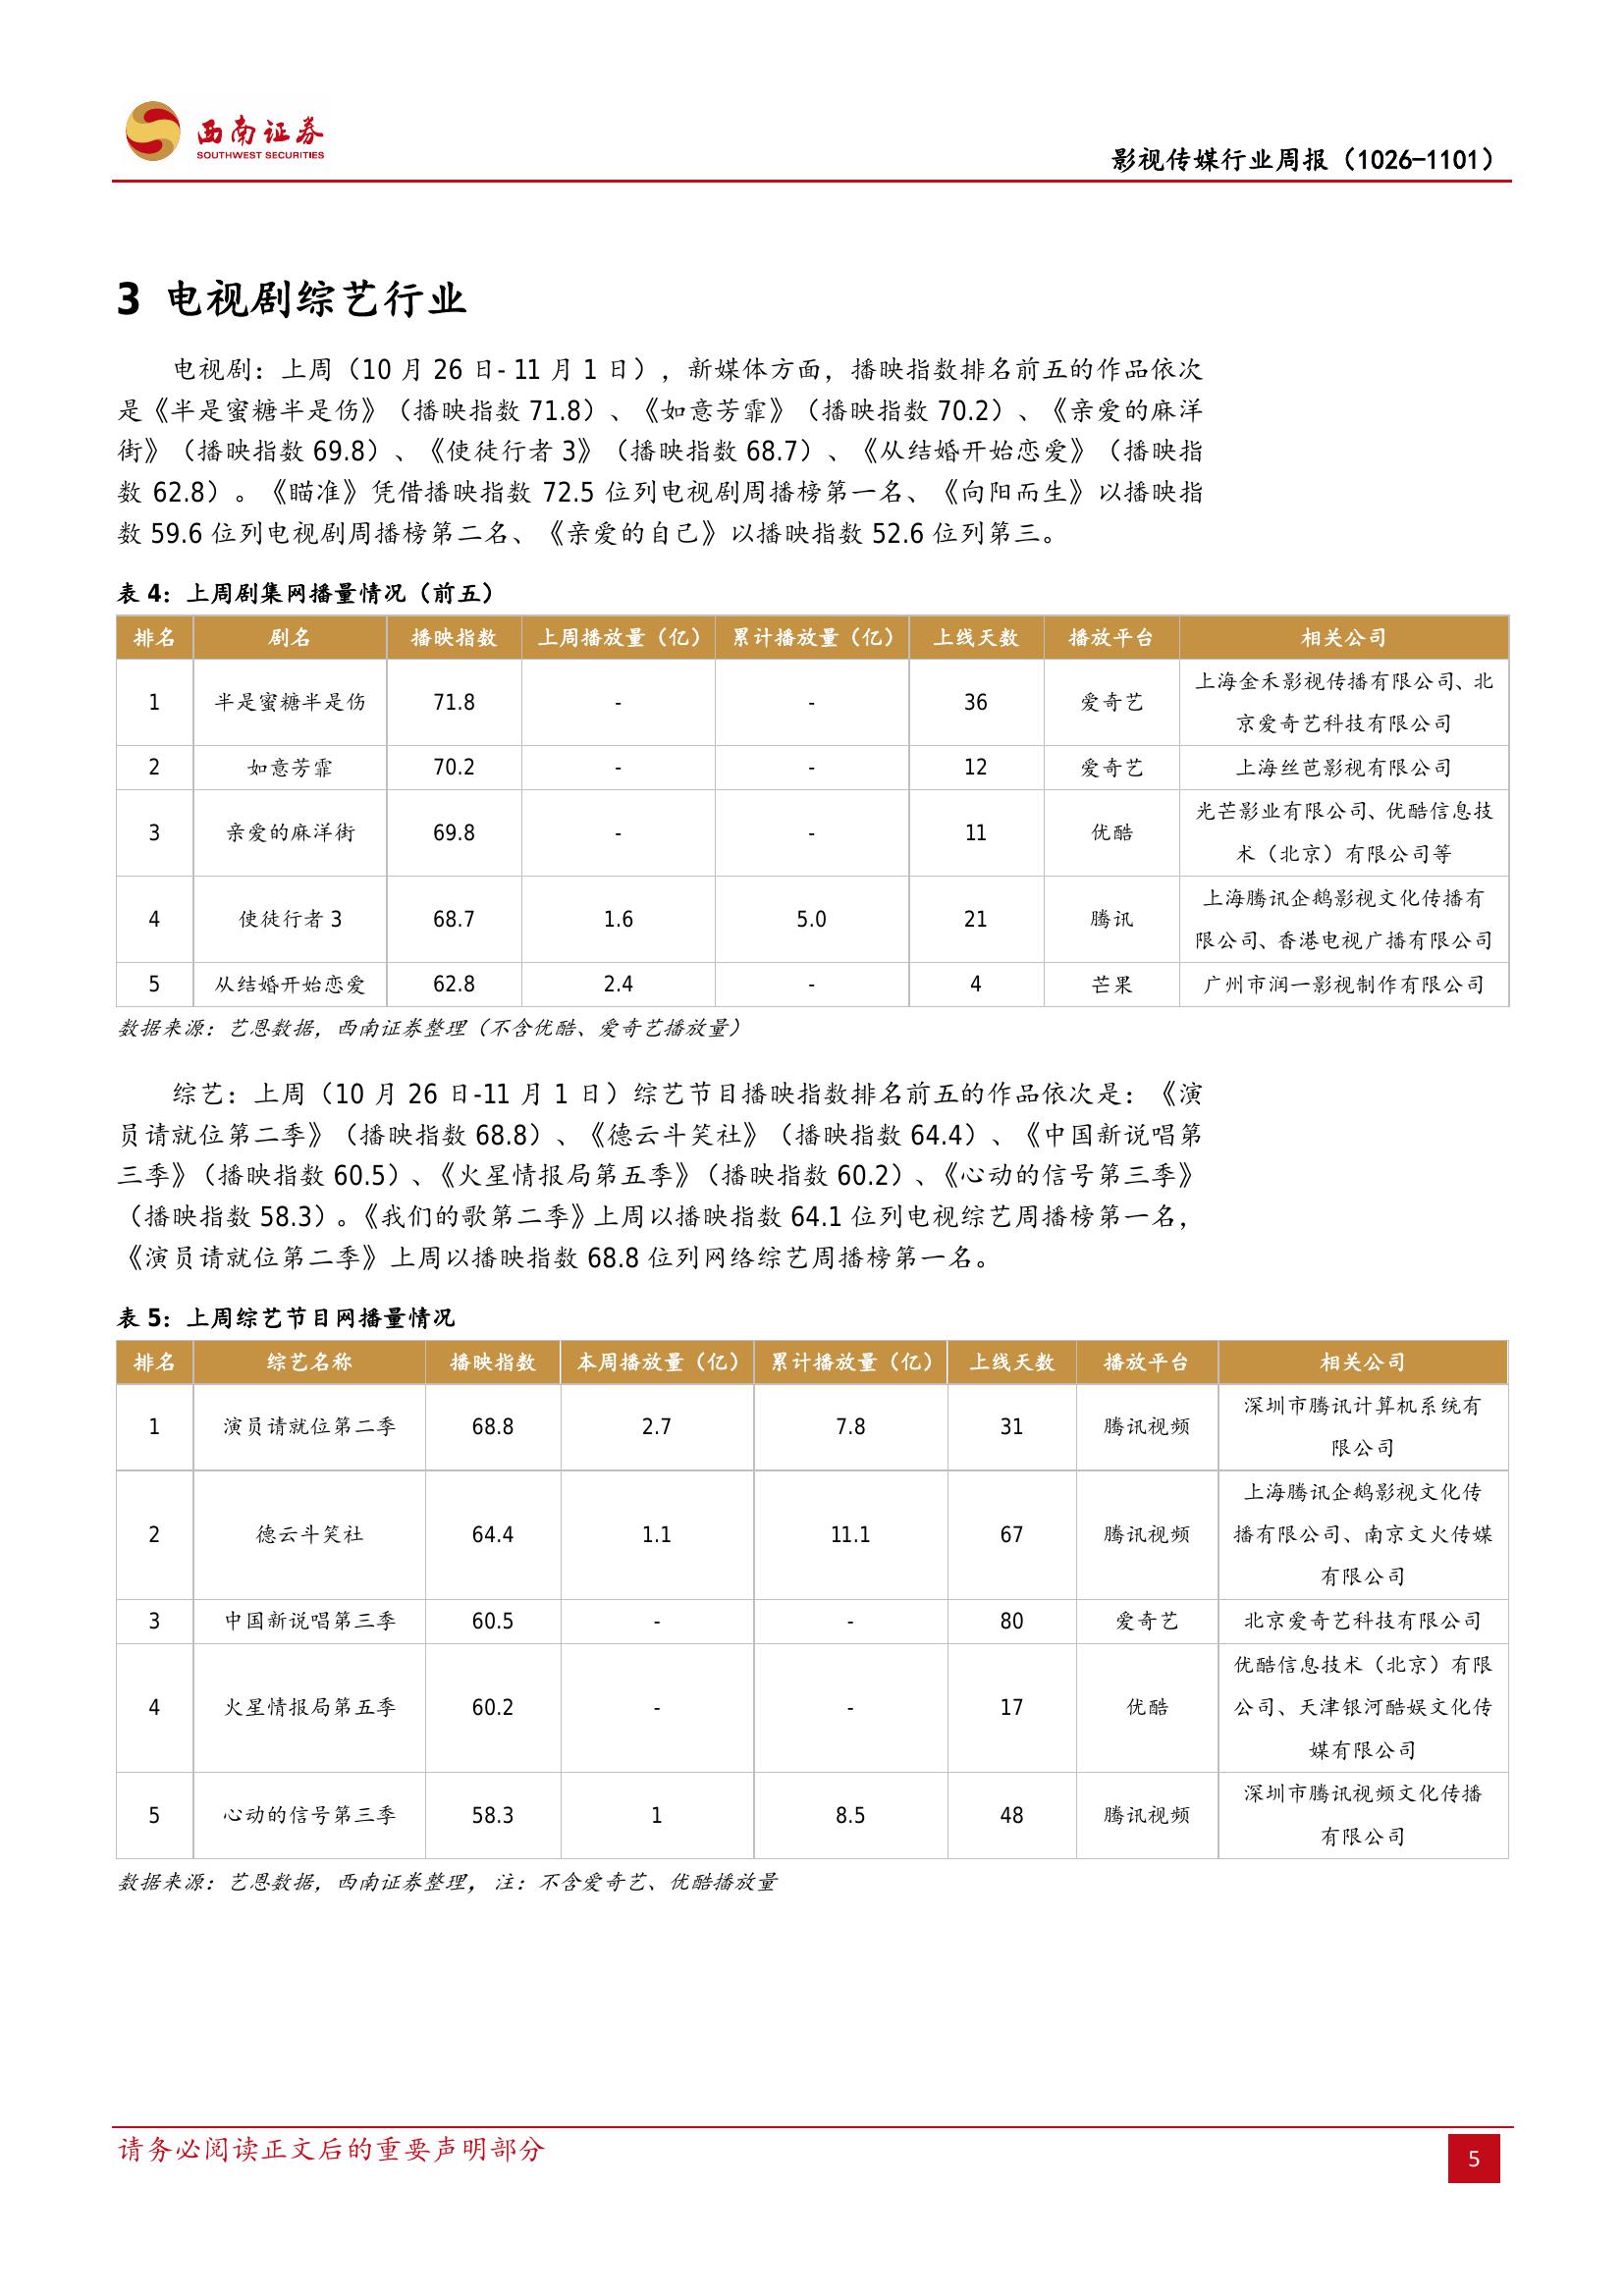 西南证券
SOUTHWEST SECURITIES
影视传媒行业周报（1026-1101）
3 电视剧综艺行业
电视剧：上周（10 月 26 日- 11 月 1 日），新媒体方面，播映指数排名前五的作品依次
是《半是蜜糖半是伤》（播映指数 71.8）、《如意芳霏》（播映指数 70.2）、《亲爱的麻洋
街》（播映指数 69.8）、《使徒行者 3》（播映指数 68.7）、《从结婚开始恋爱》（播映指
数 62.8）。《瞄准》凭借播映指数 72.5 位列电视剧周播榜第一名、《向阳而生》以播映指
数 59.6 位列电视剧周播榜第二名、《亲爱的自己》以播映指数 52.6 位列第三。
表 4：上周剧集网播量情况（前五）
排名 剧名 播映指数 上周播放量（亿） 累计播放量（亿） 上线天数 播放平台 相关公司
1 半是蜜糖半是伤 71.8 - - 36 爱奇艺 上海金禾影视传播有限公司、北
京爱奇艺科技有限公司
2 如意芳霏 70.2 - - 12 爱奇艺 上海丝芭影视有限公司
3 亲爱的麻洋街 69.8 - - 11 优酷 光芒影业有限公司、优酷信息技
术（北京）有限公司等
4 使徒行者 3 68.7 1.6 5.0 21 腾讯 上海腾讯企鹅影视文化传播有
限公司、香港电视广播有限公司
5 从结婚开始恋爱 62.8 2.4 - 4 芒果 广州市润一影视制作有限公司
数据来源：艺恩数据，西南证券整理（不含优酷、爱奇艺播放量）
综艺：上周（10 月 26 日-11 月 1 日）综艺节目播映指数排名前五的作品依次是：《演
员请就位第二季》（播映指数 68.8）、《德云斗笑社》（播映指数 64.4）、《中国新说唱第
三季》（播映指数 60.5）、《火星情报局第五季》（播映指数 60.2）、《心动的信号第三季》
（播映指数 58.3）。《我们的歌第二季》上周以播映指数 64.1 位列电视综艺周播榜第一名，
《演员请就位第二季》上周以播映指数 68.8 位列网络综艺周播榜第一名。
表 5：上周综艺节目网播量情况
排名 综艺名称 播映指数 本周播放量（亿） 累计播放量（亿） 上线天数 播放平台 相关公司
1 演员请就位第二季 68.8 2.7 7.8 31 腾讯视频 深圳市腾讯计算机系统有
限公司
2 德云斗笑社 64.4 1.1 11.1 67 腾讯视频 上海腾讯企鹅影视文化传
播有限公司、南京文火传媒
有限公司
3 中国新说唱第三季 60.5 - - 80 爱奇艺 北京爱奇艺科技有限公司
4 火星情报局第五季 60.2 - - 17 优酷 优酷信息技术（北京）有限
公司、天津银河酷娱文化传
媒有限公司
5 心动的信号第三季 58.3 1 8.5 48 腾讯视频 深圳市腾讯视频文化传播
有限公司
数据来源：艺恩数据，西南证券整理， 注：不含爱奇艺、优酷播放量
请务必阅读正文后的重要声明部分
5